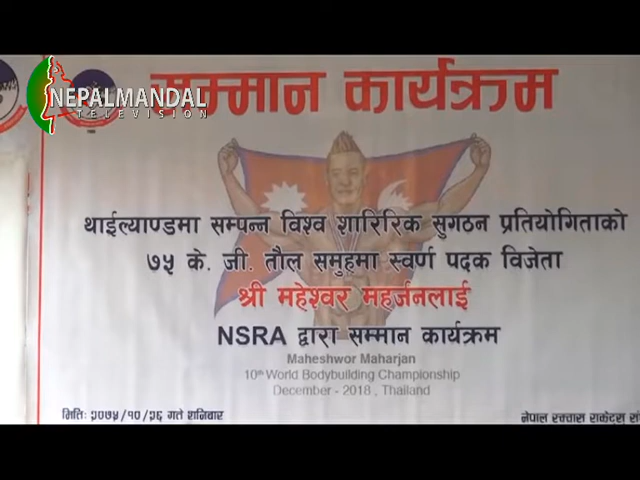 NEPALMANDAL
TELEVISION
सम्मान कार्यक्रम
थाईल्याण्डमा सम्पन्न विश्व शारिरिक सुगठन प्रतियोगिताको
७५ के. जी. तौल समुहमा स्वर्ण पदक विजेता
श्री महेश्वर महर्जनलाई
NSRA द्वारा सम्मान कार्यक्रम
Maheshwor Maharjan
10th World Bodybuilding Championship
December - 2018 , Thailand
मिति: २०७५/१०/२६ गते शनिबार
नेपाल स्क्वास राकेट्स